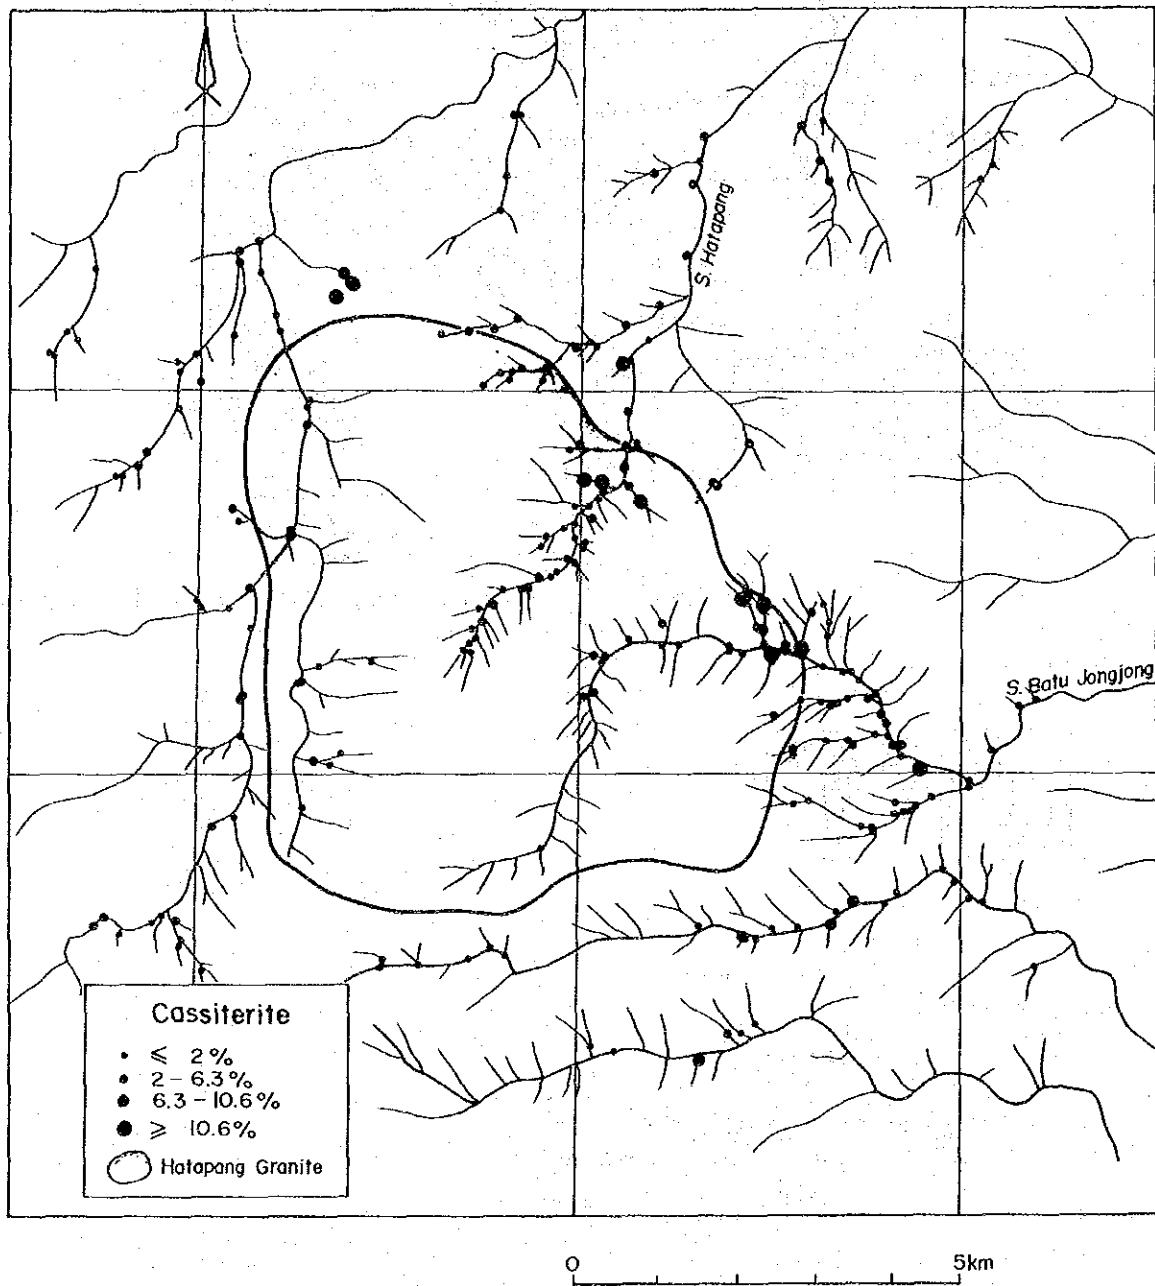 S. Hatapang
S. Batu Jongjong
Cassiterite
≤ 2%
2 – 6.3%
6.3 – 10.6%
≥ 10.6%
Hatapang Granite
0 5km